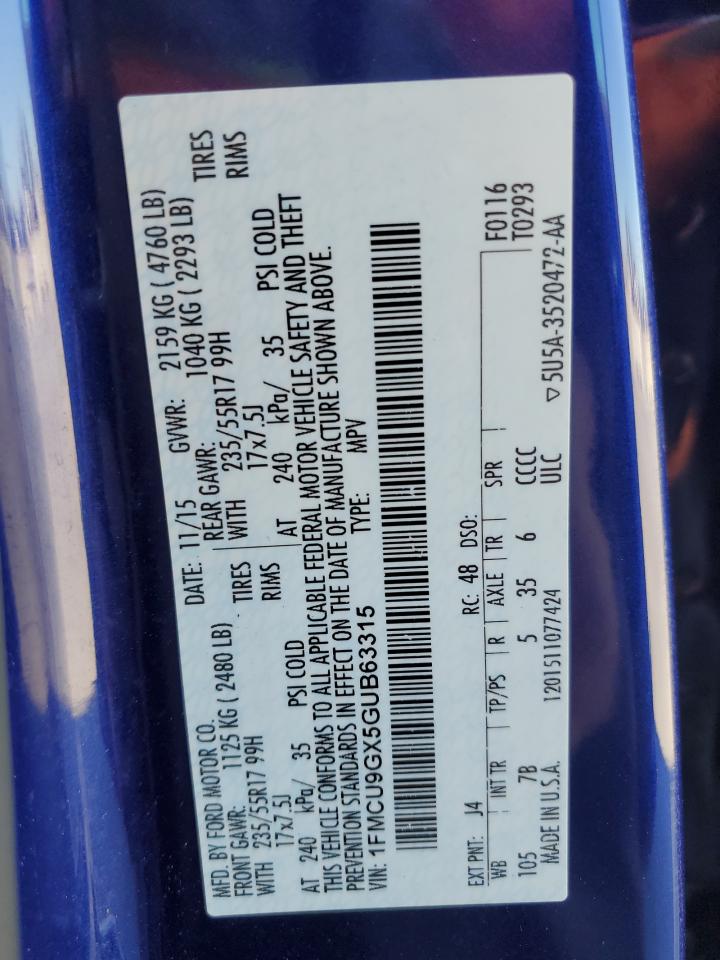 MFD. BY FORD MOTOR CO.
DATE: 11/15 GVWR: 2159 KG ( 4760 LB)
FRONT GAWR: 1125 KG ( 2480 LB) REAR GAWR: 1040 KG ( 2293 LB)
WITH 235/55R17 99H TIRES WITH 235/55R17 99H TIRES
17x7.5J RIMS 17x7.5J RIMS
AT 240 kPa/ 35 PSI COLD AT 240 kPa/ 35 PSI COLD
THIS VEHICLE CONFORMS TO ALL APPLICABLE FEDERAL MOTOR VEHICLE SAFETY AND THEFT
PREVENTION STANDARDS IN EFFECT ON THE DATE OF MANUFACTURE SHOWN ABOVE.
VIN: 1FMCU9GX5GUB63315 TYPE: MPV
EXT PNT: J4 RC: 48 DSO:
WB INT TR TP/PS R AXLE TR SPR F0116
T0293
105 7B 5 35 6 CCCC
MADE IN U.S.A. 1201511077424 ULC ▽ 5U5A-3520472-AA